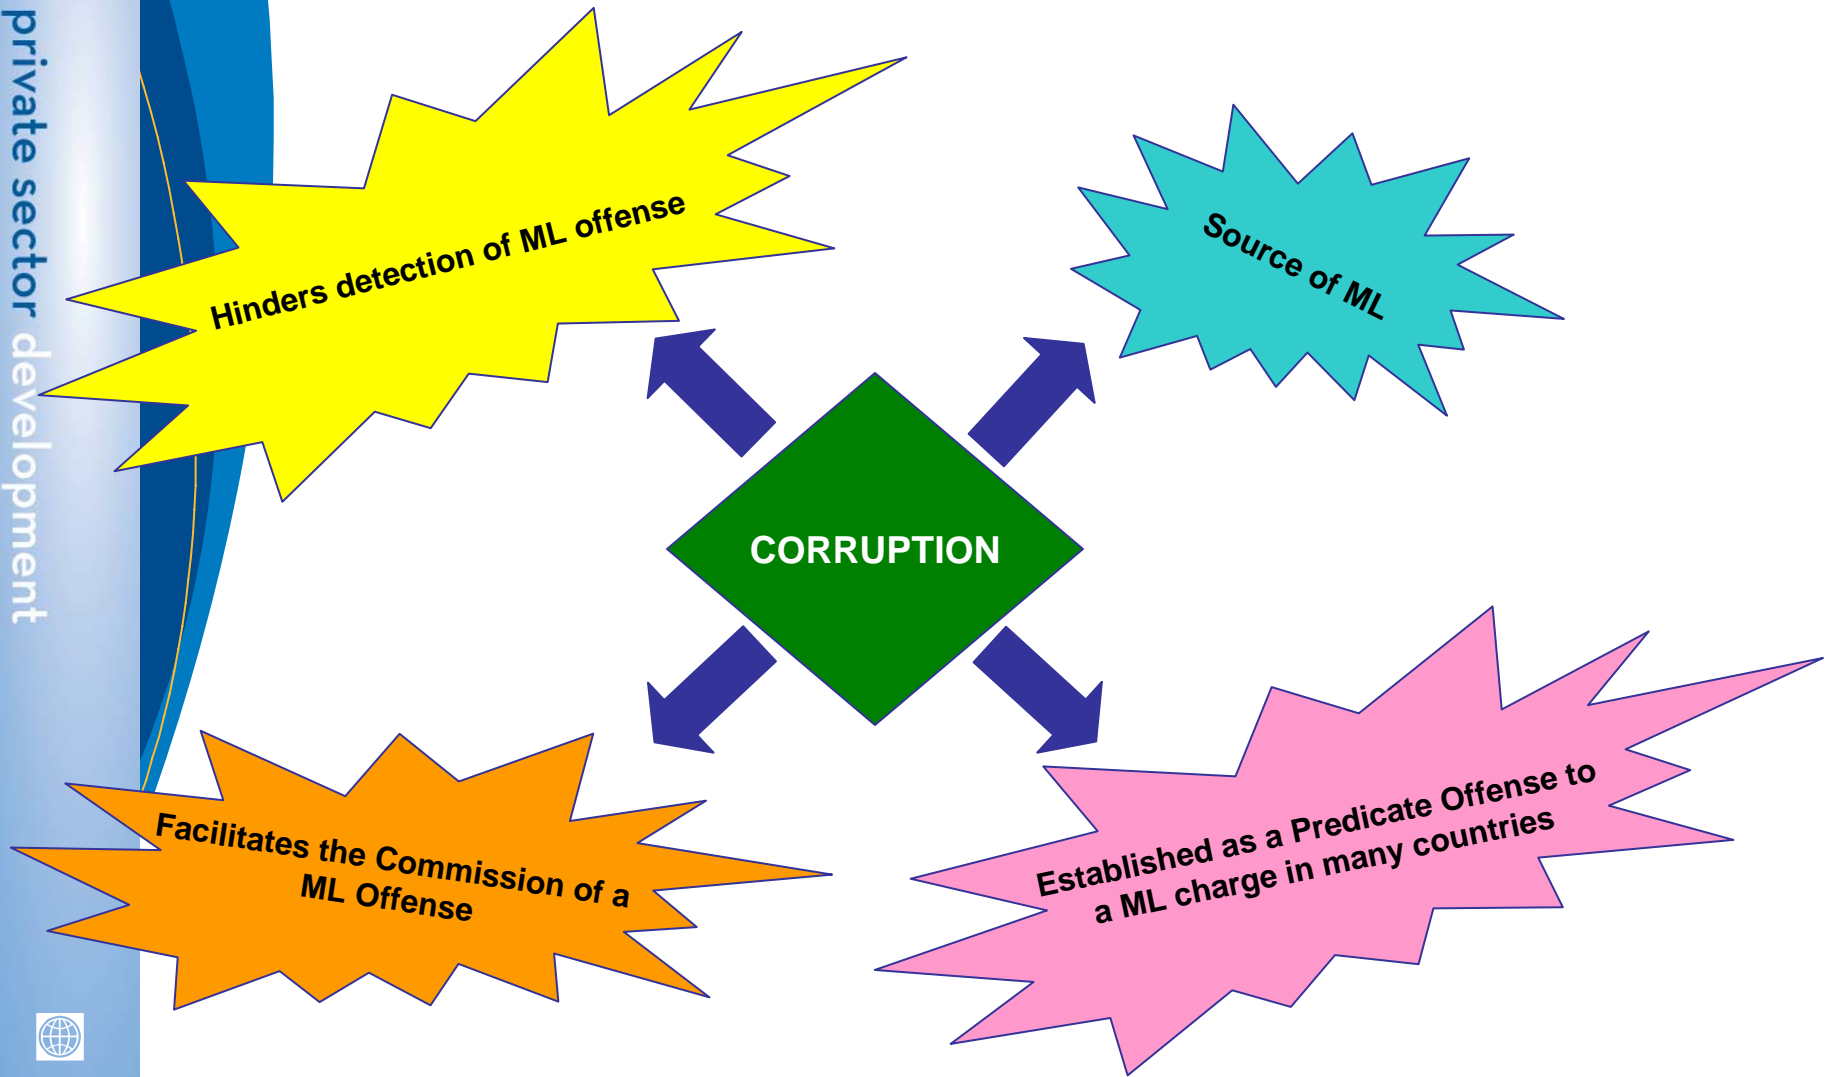 private sector development
Hinders detection of ML offense
Source of ML
CORRUPTION
Facilitates the Commission of a
ML Offense
Established as a Predicate Offense to
a ML charge in many countries